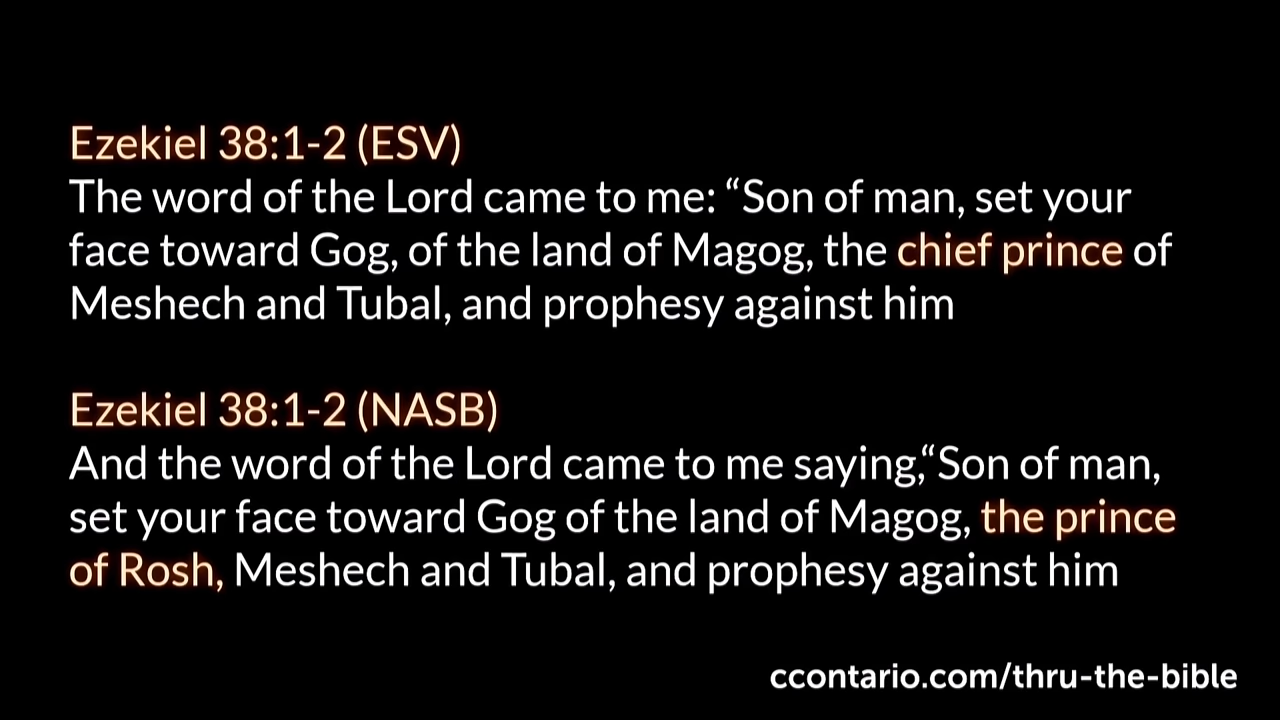 Ezekiel 38:1-2 (ESV)
The word of the Lord came to me: “Son of man, set your
face toward Gog, of the land of Magog, the chief prince of
Meshech and Tubal, and prophesy against him
Ezekiel 38:1-2 (NASB)
And the word of the Lord came to me saying,“Son of man,
set your face toward Gog of the land of Magog, the prince
of Rosh, Meshech and Tubal, and prophesy against him
ccontario.com/thru-the-bible